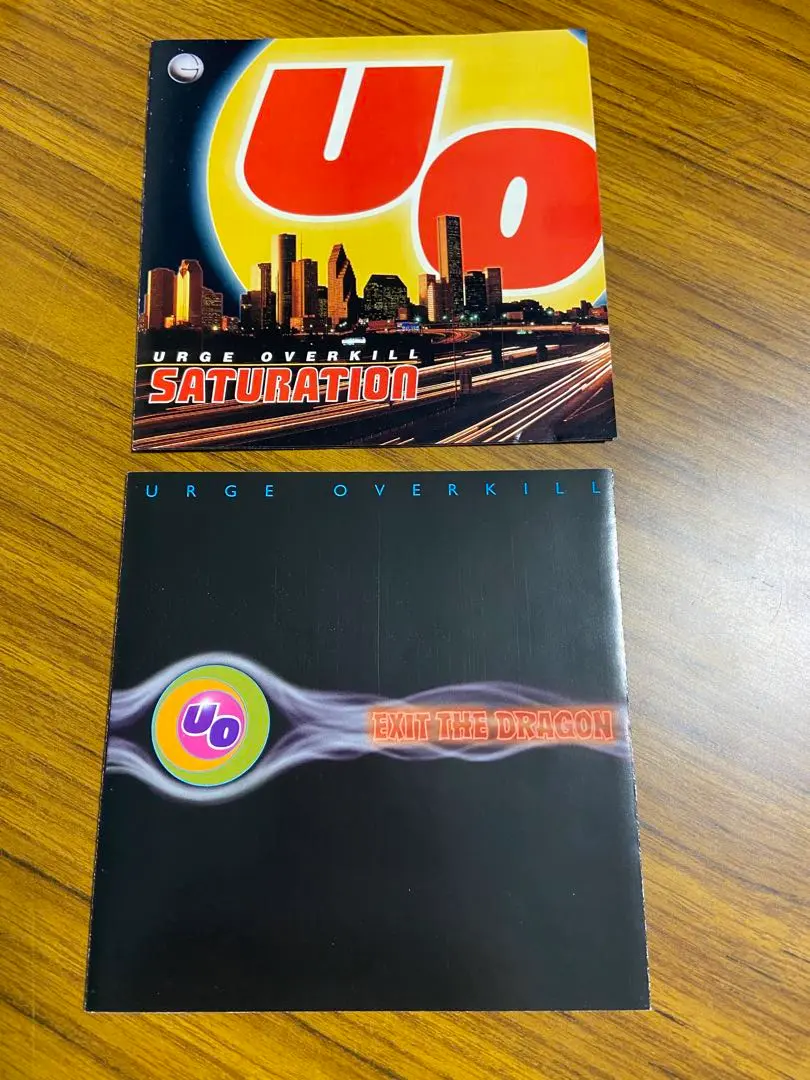 UO
URGE OVERKILL
SATURATION
URGE OVERKILL
UO
EXIT THE DRAGON